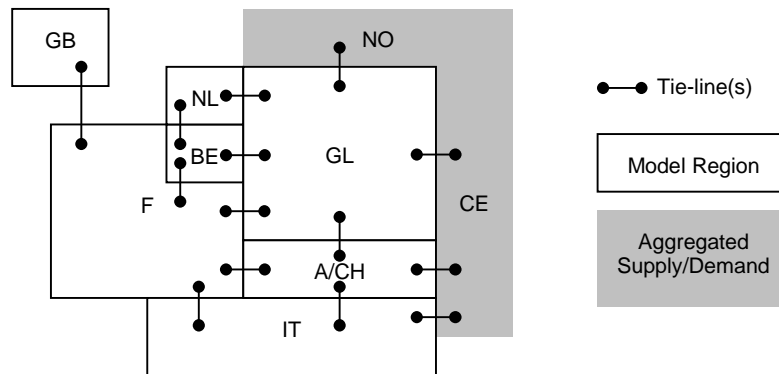 GB
NO
NL
Tie-line(s)
BE
GL
Model Region
F
CE
Aggregated
Supply/Demand
A/CH
IT